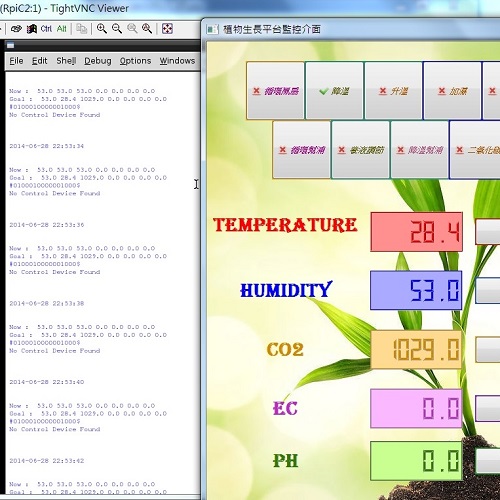 (RpiC2:1) - TightVNC Viewer
Ctrl Alt
File Edit Shell Debug Options Windows
Now : 53.0 53.0 53.0 0.0 0.0 0.0 0.0
Goal : 53.0 28.4 1029.0 0.0 0.0 0.0 0.0
#0100010000001000$
No Control Device Found
2014-06-28 22:53:34
Now : 53.0 53.0 53.0 0.0 0.0 0.0 0.0
Goal : 53.0 28.4 1029.0 0.0 0.0 0.0 0.0
#0100010000001000$
No Control Device Found
2014-06-28 22:53:36
Now : 53.0 53.0 53.0 0.0 0.0 0.0 0.0
Goal : 53.0 28.4 1029.0 0.0 0.0 0.0 0.0
#0100010000001000$
No Control Device Found
2014-06-28 22:53:38
Now : 53.0 53.0 53.0 0.0 0.0 0.0 0.0
Goal : 53.0 28.4 1029.0 0.0 0.0 0.0 0.0
#0100010000001000$
No Control Device Found
2014-06-28 22:53:40
Now : 53.0 53.0 53.0 0.0 0.0 0.0 0.0
Goal : 53.0 28.4 1029.0 0.0 0.0 0.0 0.0
#0100010000001000$
No Control Device Found
2014-06-28 22:53:42
Now : 53.0 53.0 53.0 0.0 0.0 0.0 0.0
Goal : 53.0 28.4 1029.0 0.0 0.0 0.0 0.0
植物生長平台監控介面
循環風扇 降溫 升溫 加濕
循環幫浦 養液調節 降溫幫浦 二氧化碳
TEMPERATURE 28.4
HUMIDITY 53.0
CO2 1029.0
EC 0.0
PH 0.0